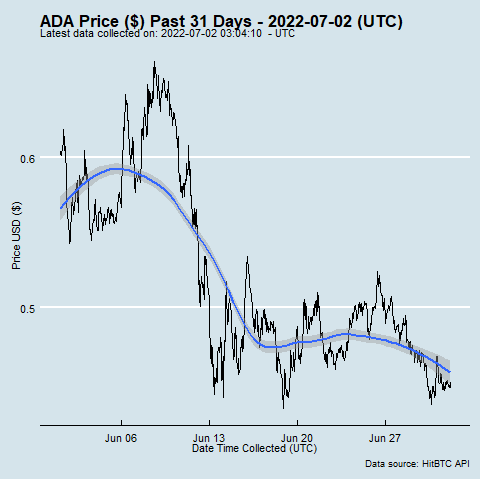 ADA Price ($) Past 31 Days - 2022-07-02 (UTC)
Latest data collected on: 2022-07-02 03:04:10  - UTC
Price USD ($)
0.6
0.5
Jun 06 Jun 13 Jun 20 Jun 27
Date Time Collected (UTC)
Data source: HitBTC API